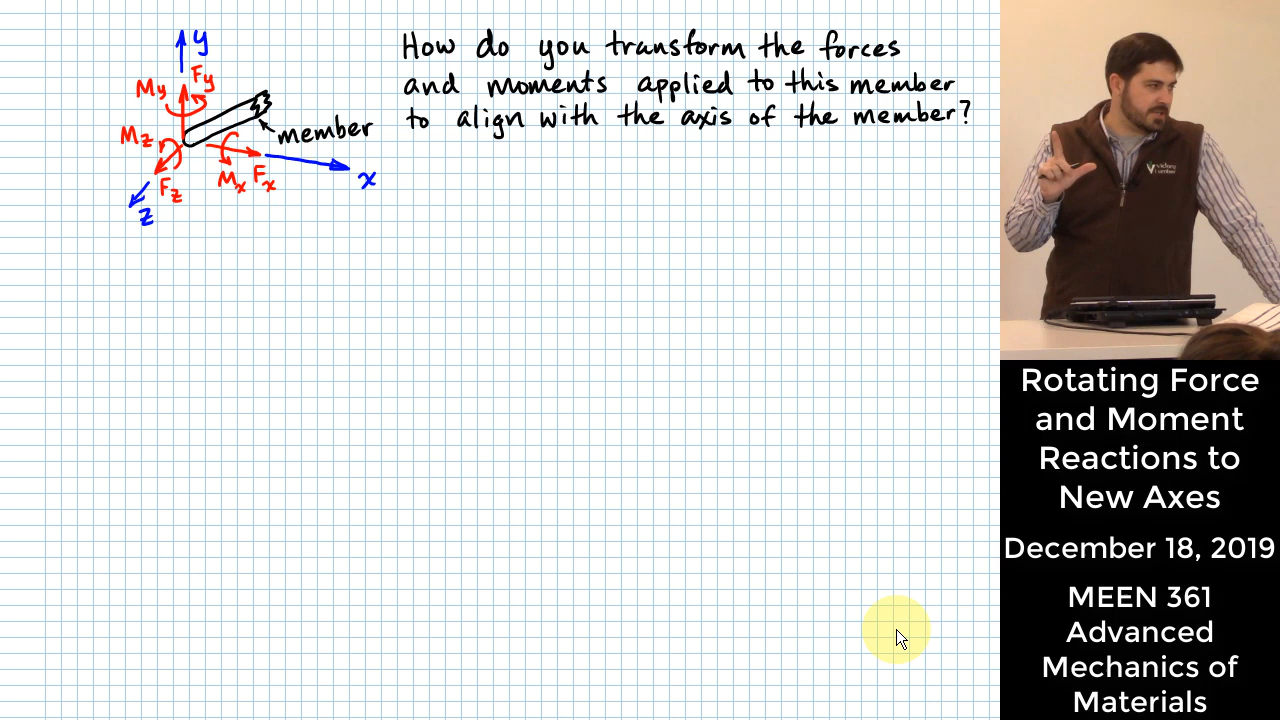 y
My
Fy
Mz
member
Fz
Mx
Fx
x
z
How do you transform the forces
and moments applied to this member
to align with the axis of the member?
Victory
Lumber
Rotating Force
and Moment
Reactions to
New Axes
December 18, 2019
MEEN 361
Advanced
Mechanics of
Materials